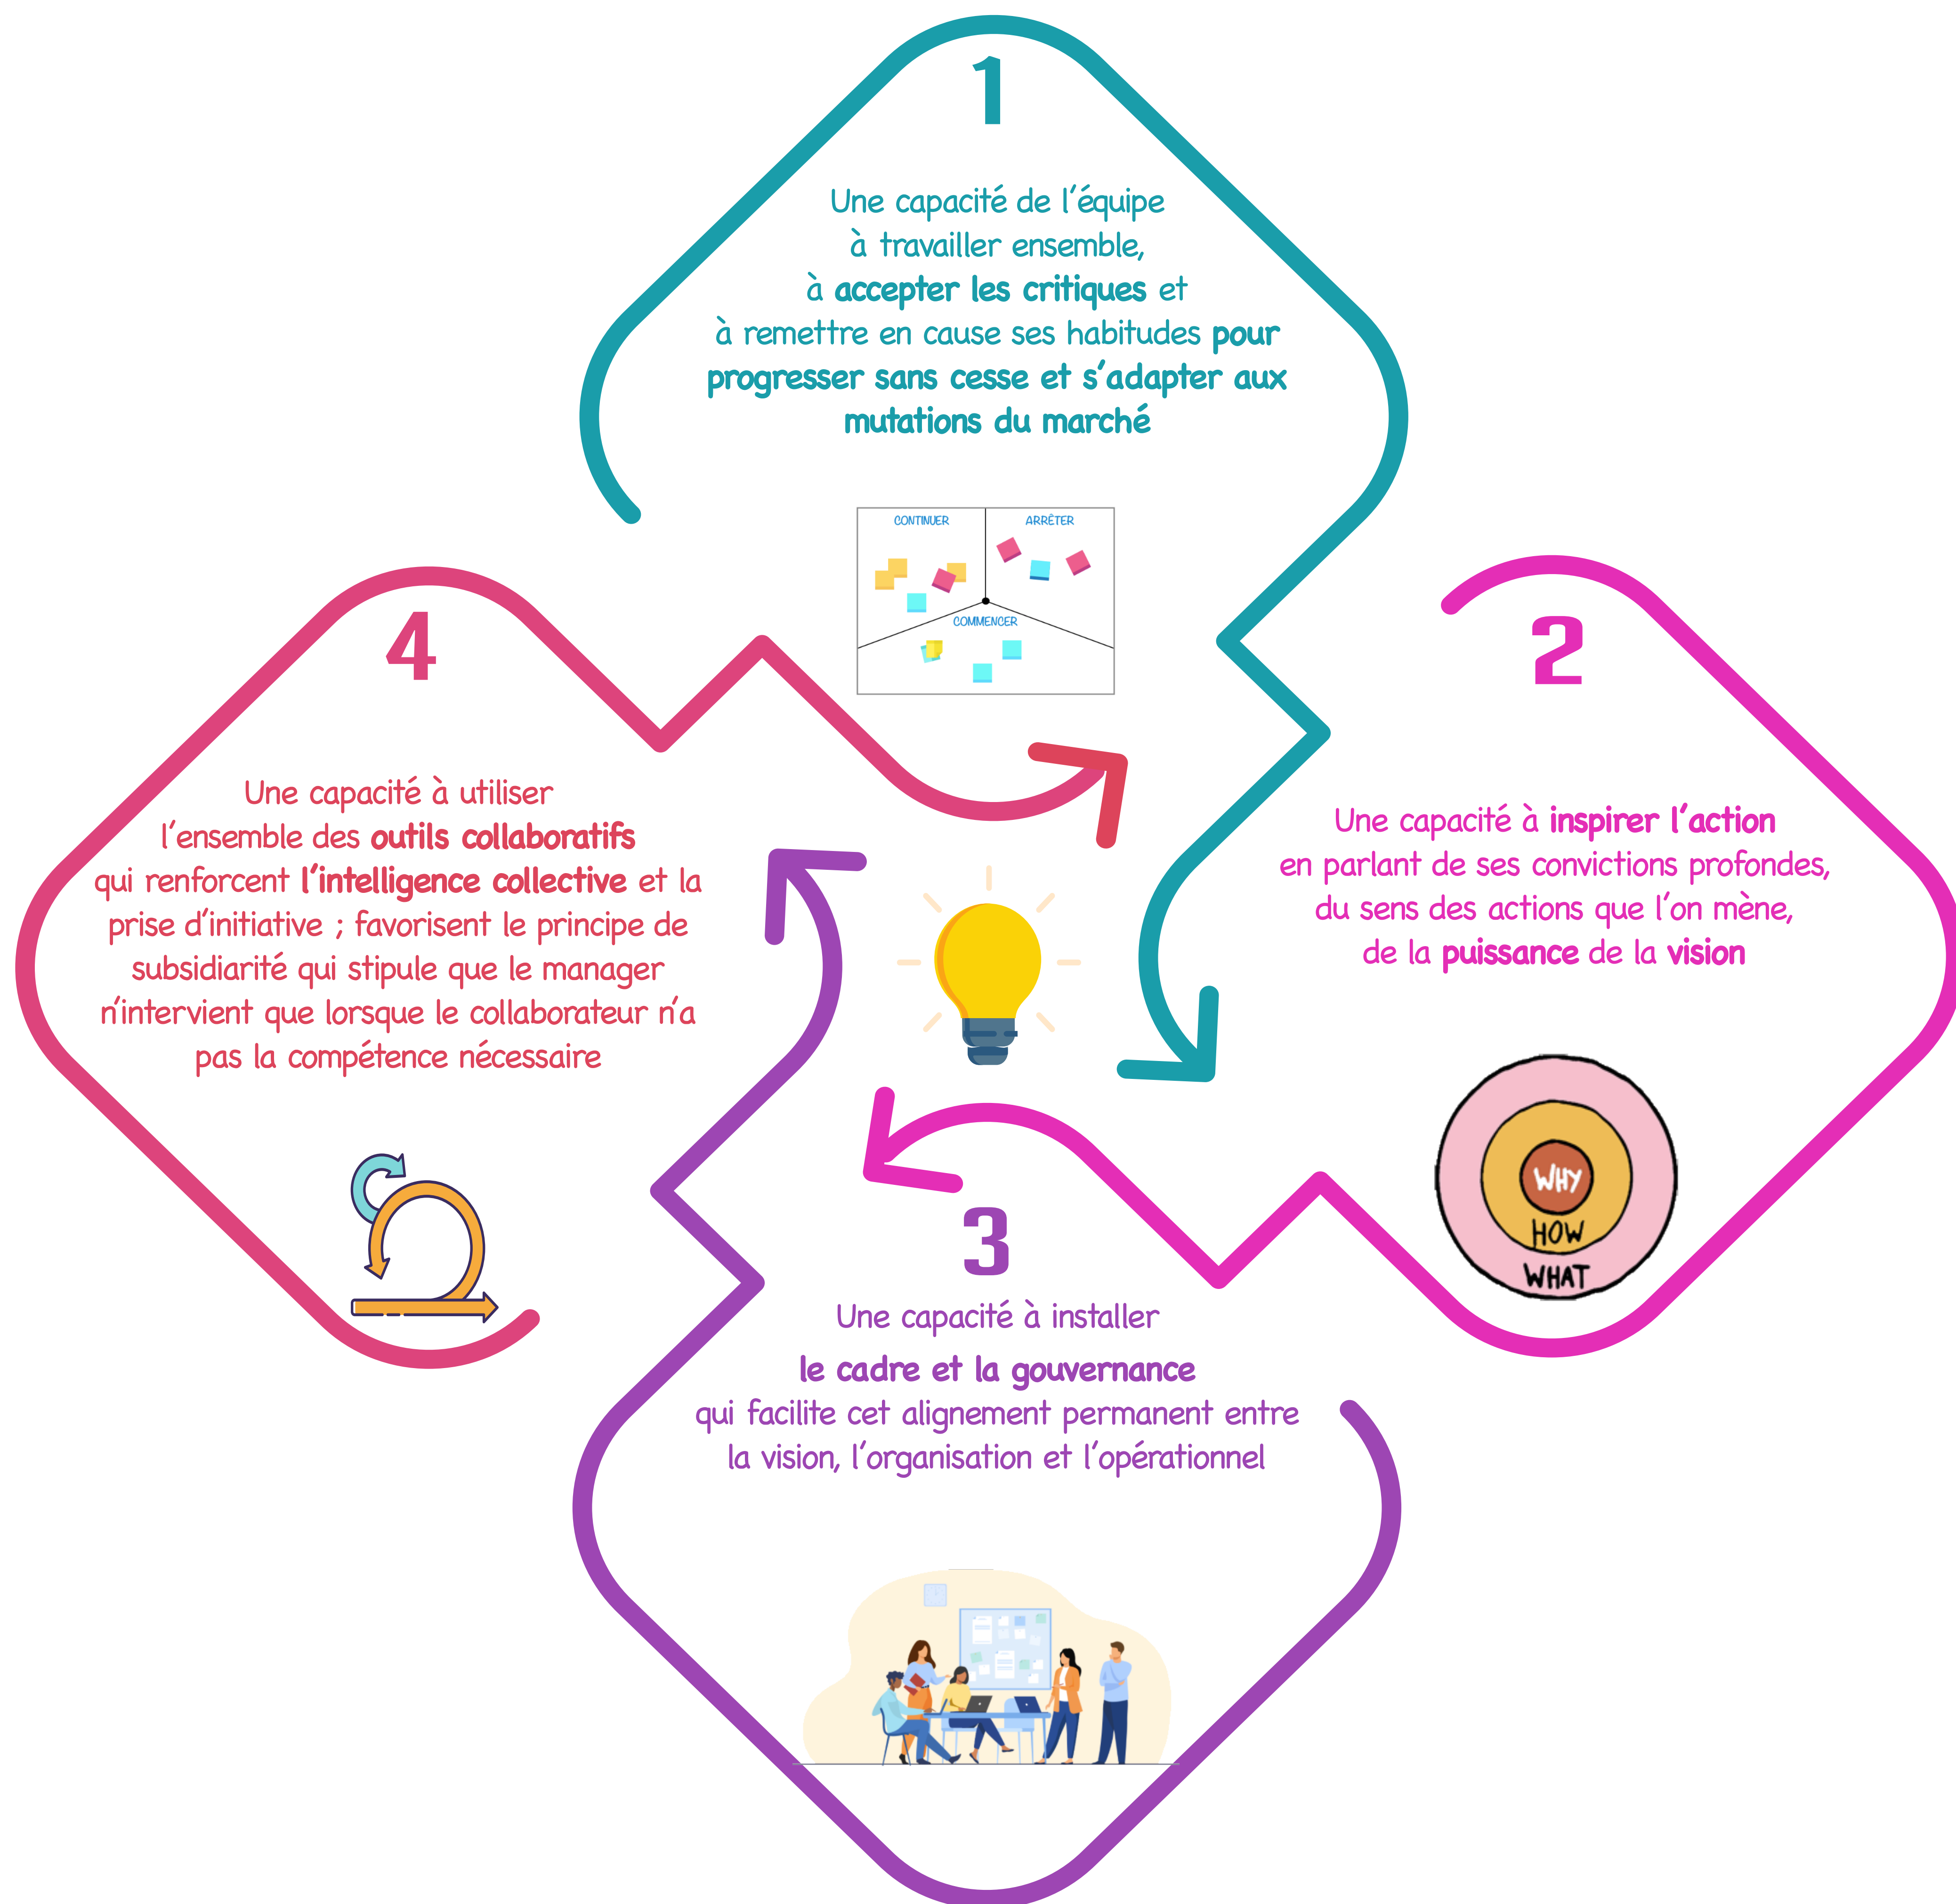 1
Une capacité de l'équipe
à travailler ensemble,
à accepter les critiques et
à remettre en cause ses habitudes pour
progresser sans cesse et s'adapter aux
mutations du marché
CONTINUER
ARRÊTER
COMMENCER
2
Une capacité à inspirer l'action
en parlant de ses convictions profondes,
du sens des actions que l'on mène,
de la puissance de la vision
WHY
HOW
WHAT
3
Une capacité à installer
le cadre et la gouvernance
qui facilite cet alignement permanent entre
la vision, l'organisation et l'opérationnel
4
Une capacité à utiliser
l'ensemble des outils collaboratifs
qui renforcent l'intelligence collective et la
prise d'initiative ; favorisent le principe de
subsidiarité qui stipule que le manager
n'intervient que lorsque le collaborateur n'a
pas la compétence nécessaire